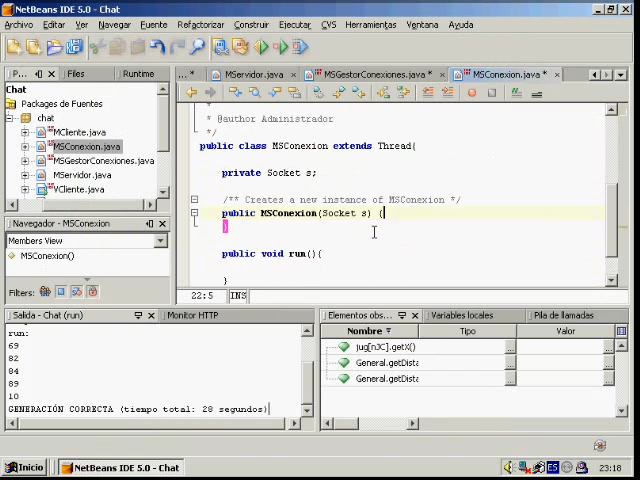 NetBeans IDE 5.0 - Chat
Archivo Editar Ver Navegar Fuente Refactorizar Construir Ejecutar CVS Herramientas Ventana Ayuda
P... Files Runtime
... * MServidor.java MSGestorConexiones.java * MSConexion.java *
Chat
Packages de Fuentes
chat
MCliente.java
MSConexion.java
MSGestorConexiones.java
MServidor.java
VCliente.java
*
* @author Administrador
*/
public class MSConexion extends Thread{
private Socket s;
/** Creates a new instance of MSConexion */
public MSConexion(Socket s) {
}
public void run(){
}
22:5 INS
Navegador - MSConexion
Members View
MSConexion()
Filters:
Salida - Chat (run) Monitor HTTP
run:
69
82
84
89
10
GENERACIÓN CORRECTA (tiempo total: 28 segundos)
Elementos obs... Variables locales Pila de llamadas
Nombre Tipo Valor
jug[nJC].getX() ... ...
General.getDista ... ...
General.getDista ... ...
Inicio NetBeans IDE 5.0 - Chat ES 23:18